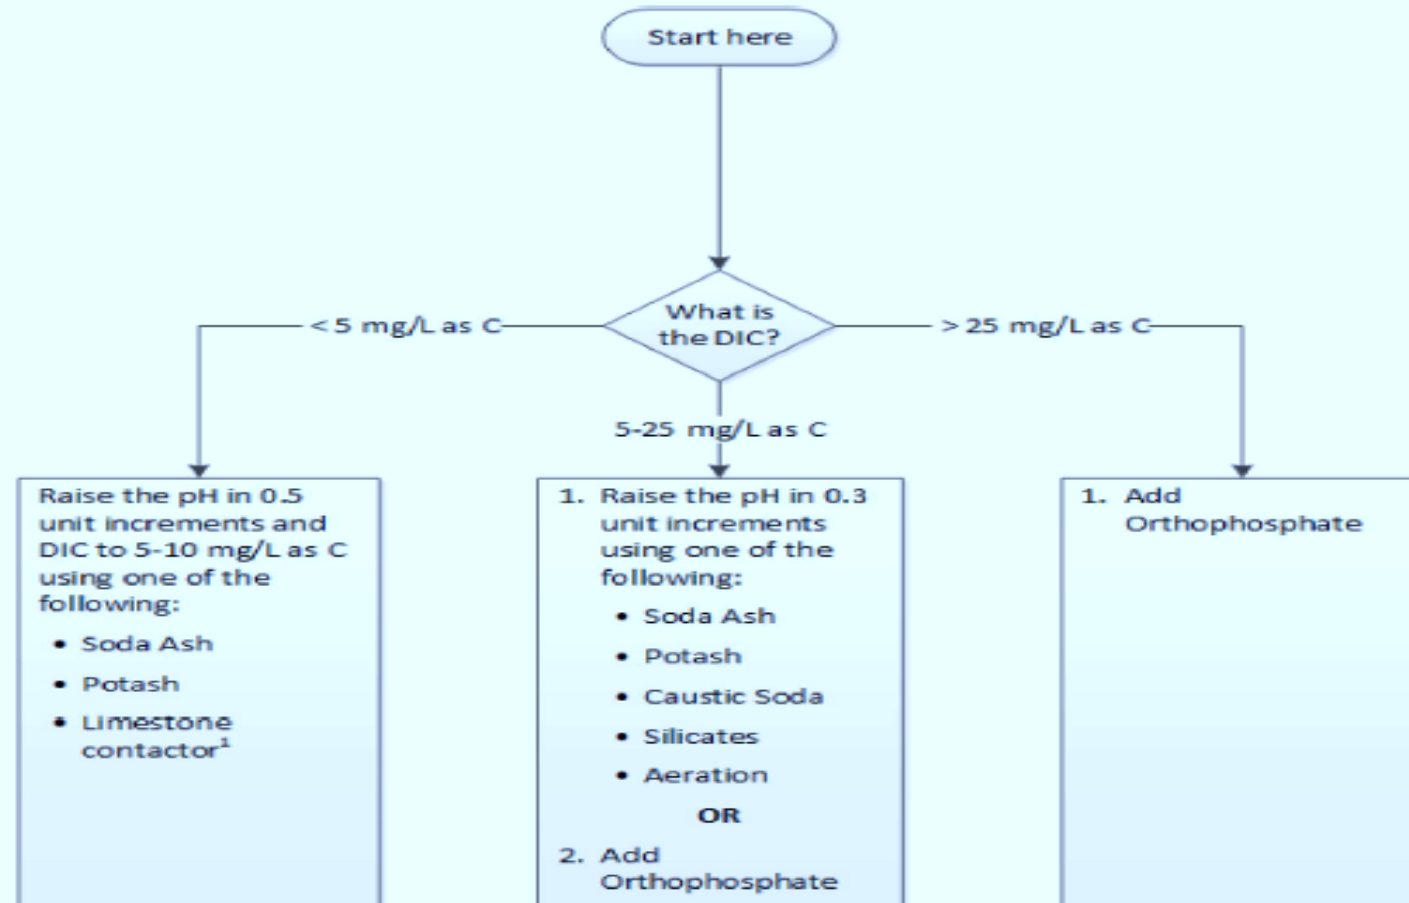 Start here
What is
the DIC?
< 5 mg/L as C
> 25 mg/L as C
5-25 mg/L as C
Raise the pH in 0.5
unit increments and
DIC to 5-10 mg/L as C
using one of the
following:
• Soda Ash
• Potash
• Limestone
contactor¹
1. Raise the pH in 0.3
unit increments
using one of the
following:
• Soda Ash
• Potash
• Caustic Soda
• Silicates
• Aeration
OR
2. Add
Orthophosphate
1. Add
Orthophosphate